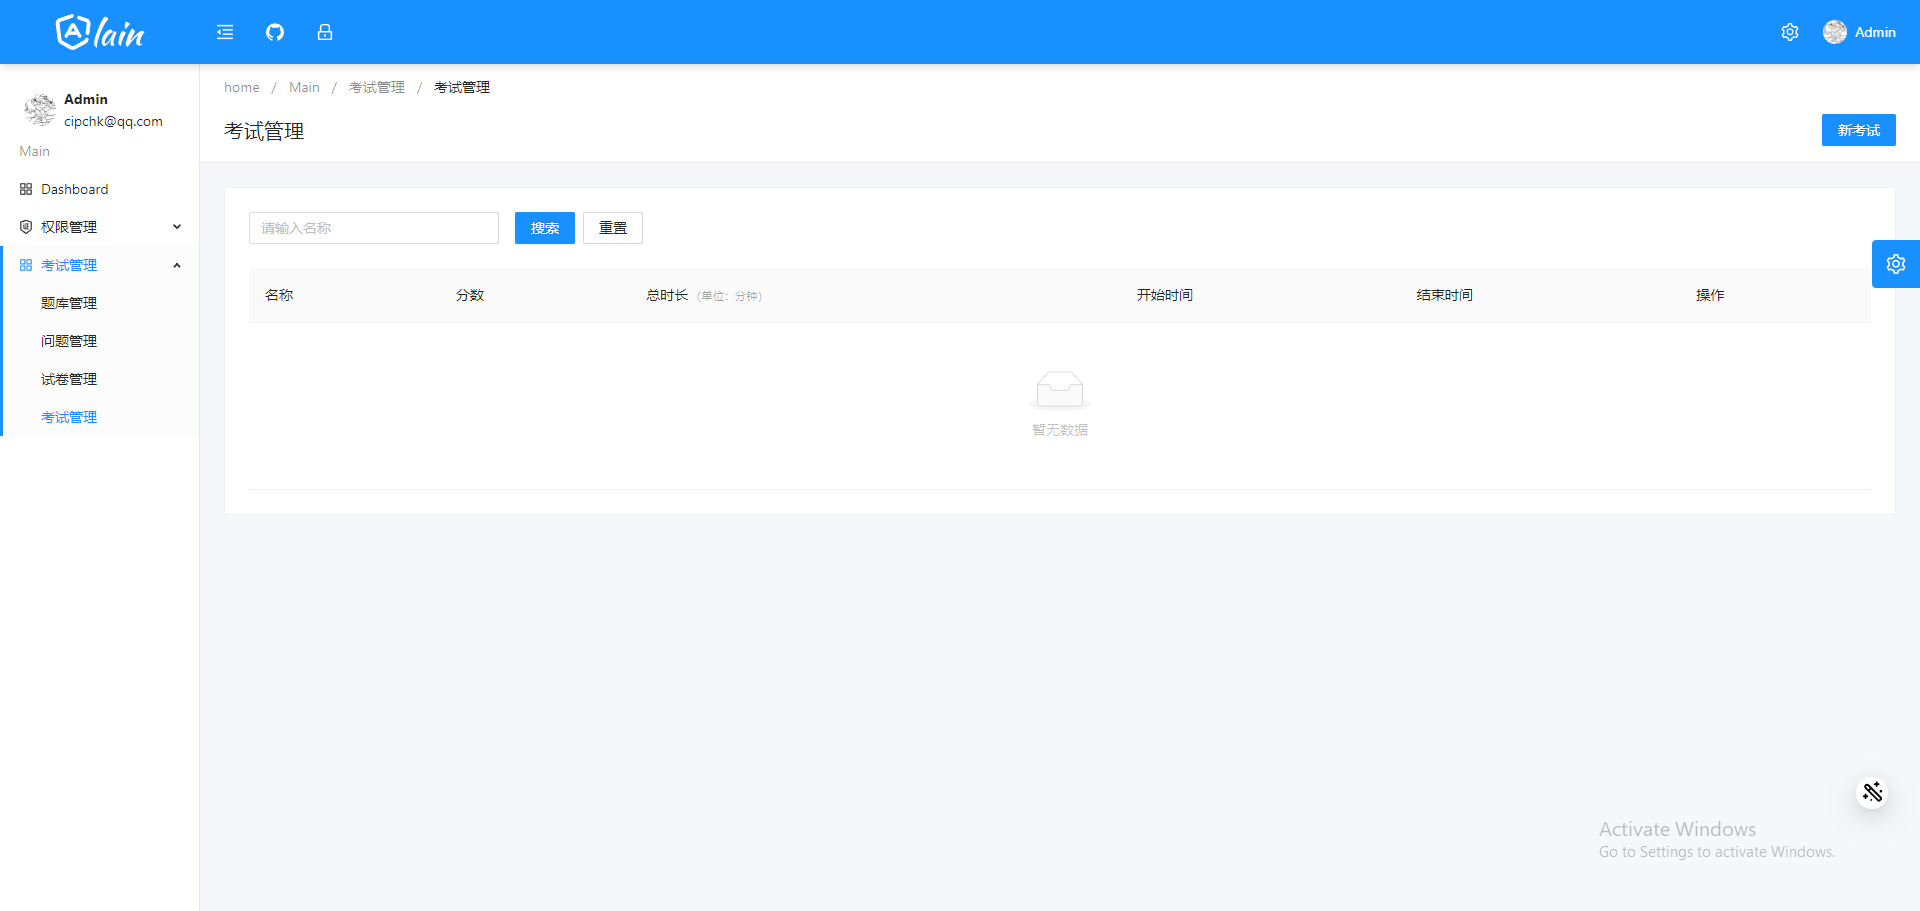 Alain
Admin
Admin
cipchk@qq.com
Main
Dashboard
权限管理
考试管理
题库管理
问题管理
试卷管理
考试管理
home / Main / 考试管理 / 考试管理
考试管理
新考试
请输入名称 搜索 重置
名称 分数 总时长 (单位：分钟) 开始时间 结束时间 操作
暂无数据
Activate Windows
Go to Settings to activate Windows.